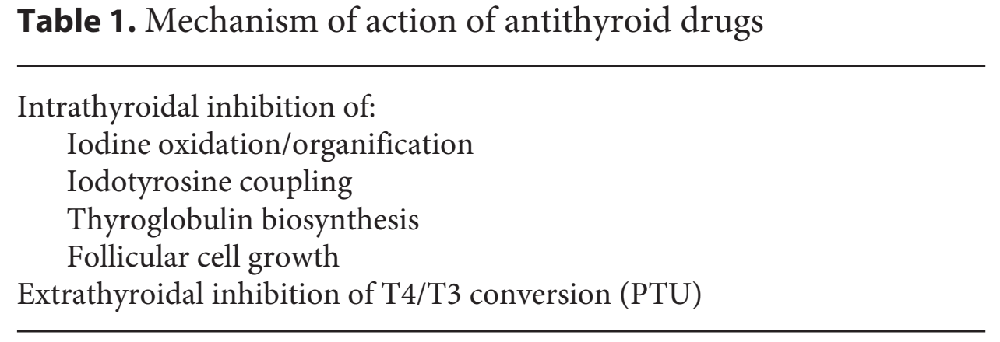 Table 1. Mechanism of action of antithyroid drugs
Intrathyroidal inhibition of:
Iodine oxidation/organification
Iodotyrosine coupling
Thyroglobulin biosynthesis
Follicular cell growth
Extrathyroidal inhibition of T4/T3 conversion (PTU)